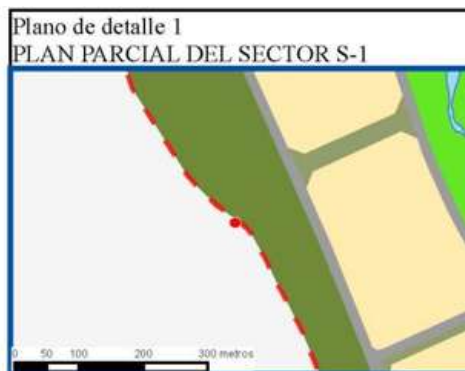 Plano de detalle 1
PLAN PARCIAL DEL SECTOR S-1
0 50 100 200 300 metros